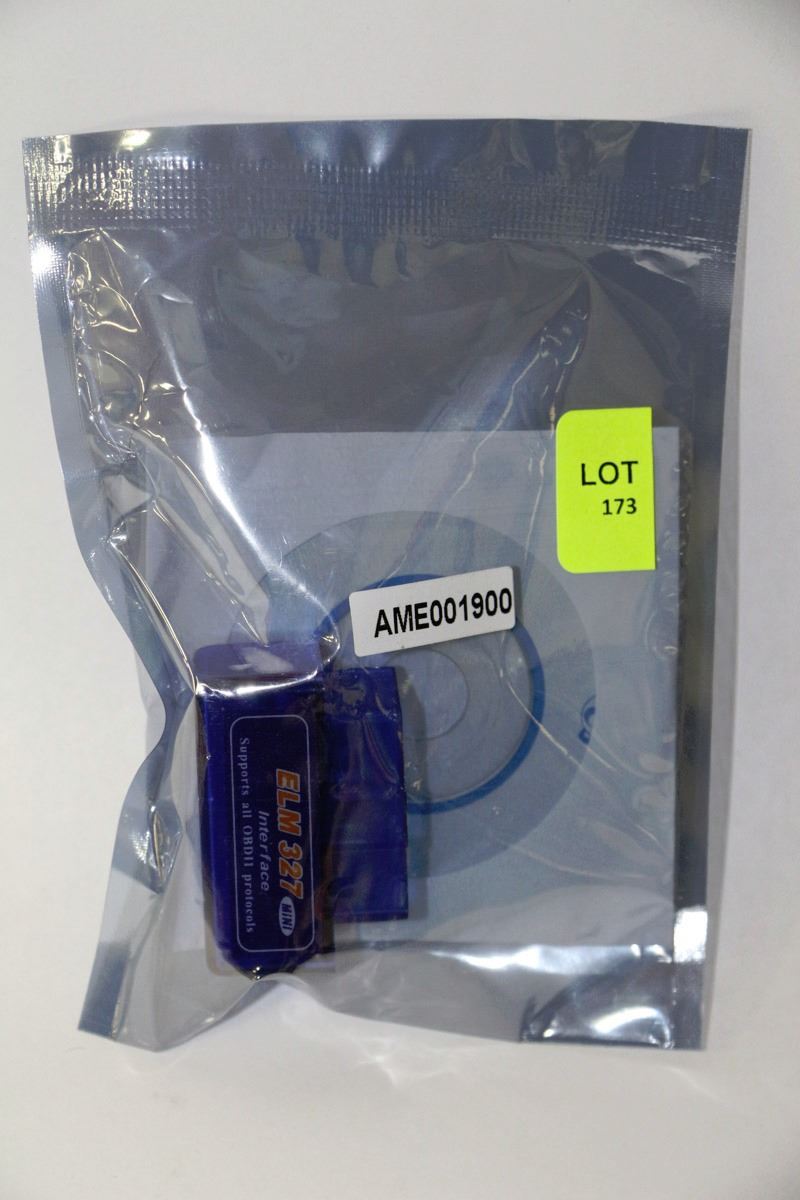 LOT
173
AME001900
ELM 327 MINI
Interface
Supports all OBDII protocols